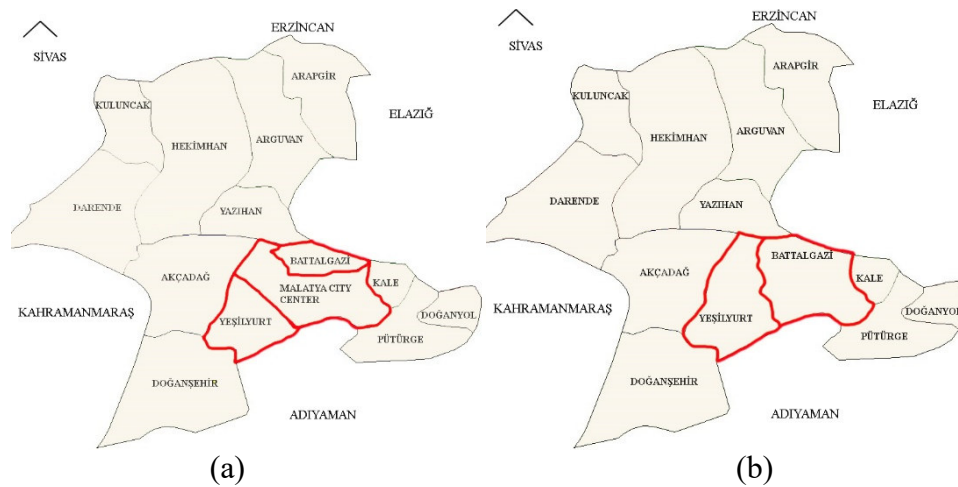 ERZİNCAN
SİVAS
ARAPGİR
KULUNCAK
ELAZIĞ
HEKİMHAN
ARGUVAN
DARENDE
YAZIHAN
BATTALGAZİ
AKÇADAĞ
MALATYA CITY
CENTER
KALE
KAHRAMANMARAŞ
YEŞİLYURT
DOĞANYOL
PÜTÜRGE
DOĞANŞEHİR
ADIYAMAN
(a)
ERZİNCAN
SİVAS
ARAPGİR
KULUNCAK
ELAZIĞ
HEKİMHAN
ARGUVAN
DARENDE
YAZIHAN
BATTALGAZİ
AKÇADAĞ
KALE
KAHRAMANMARAŞ
YEŞİLYURT
DOĞANYOL
PÜTÜRGE
DOĞANŞEHİR
ADIYAMAN
(b)